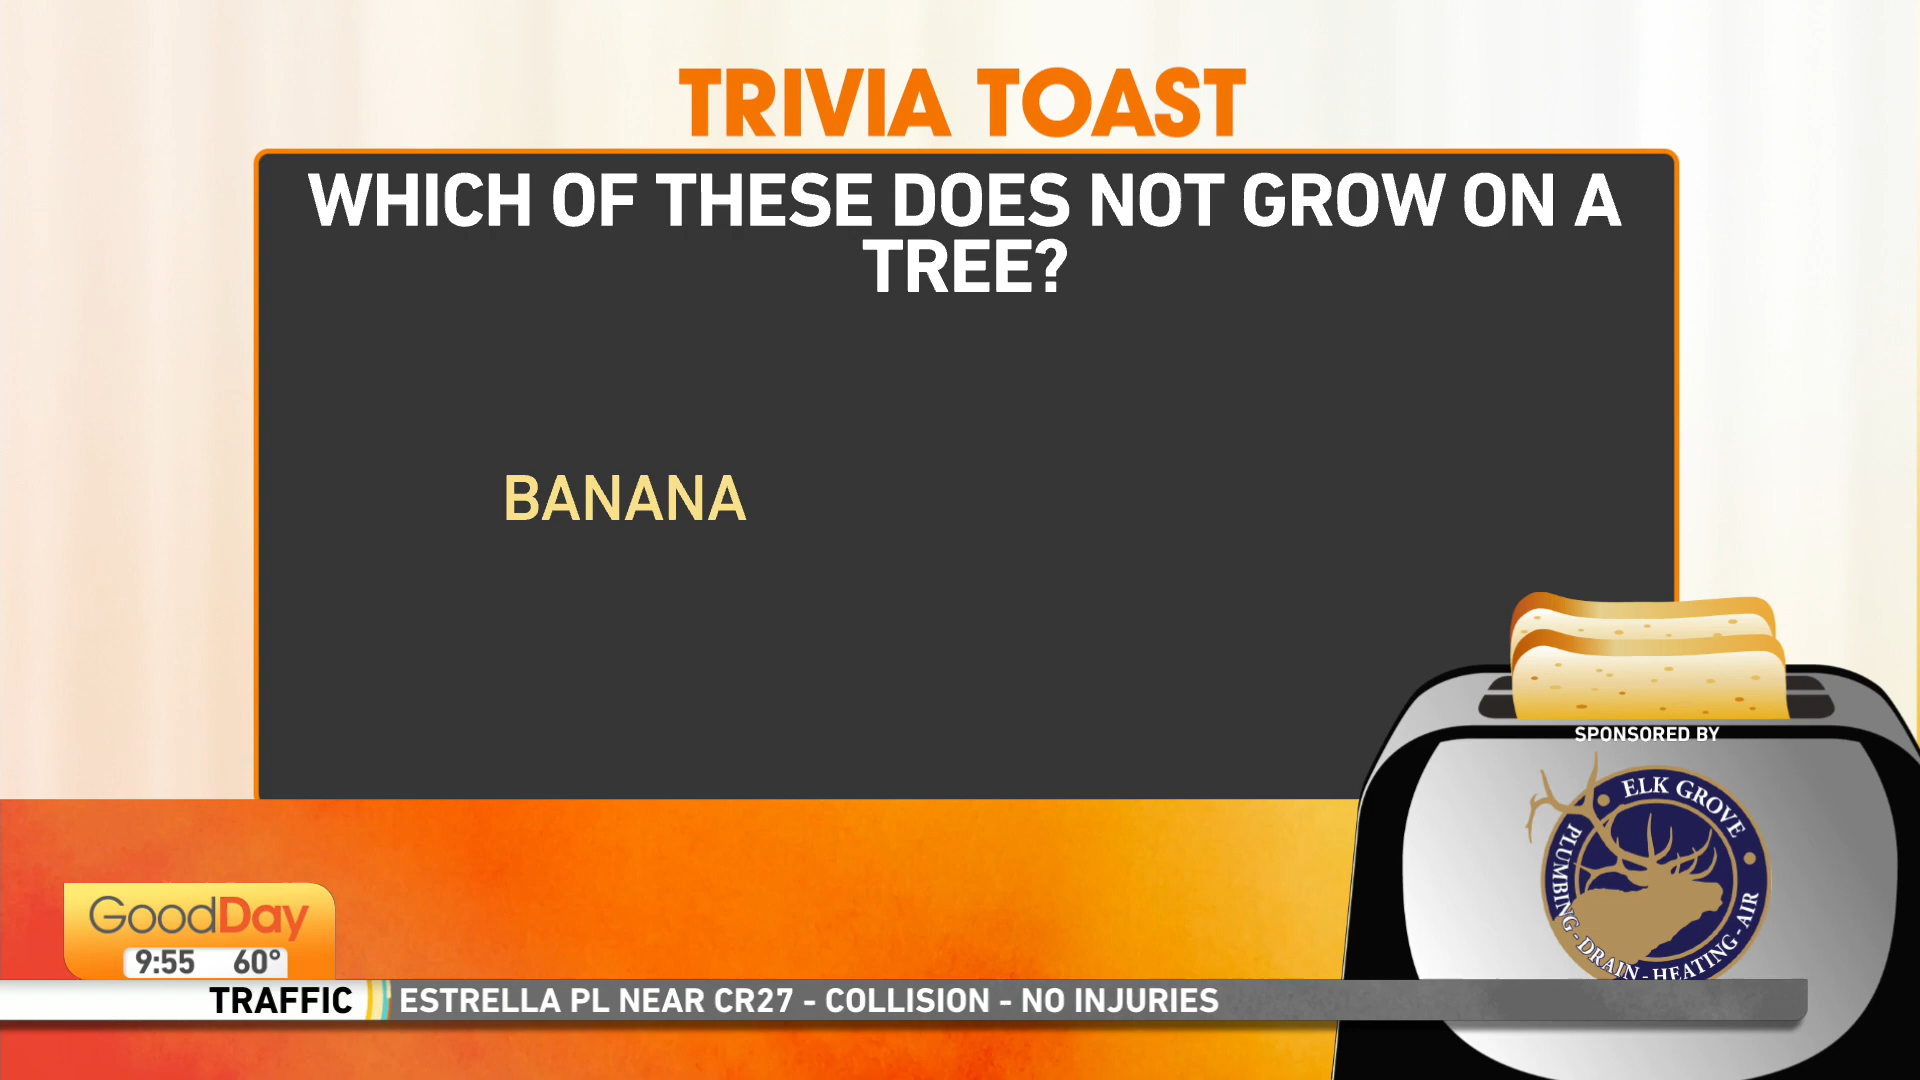 TRIVIA TOAST
WHICH OF THESE DOES NOT GROW ON A
TREE?
BANANA
SPONSORED BY
ELK GROVE
PLUMBING - DRAIN - HEATING - AIR
GoodDay
9:55 60°
TRAFFIC ESTRELLA PL NEAR CR27 - COLLISION - NO INJURIES